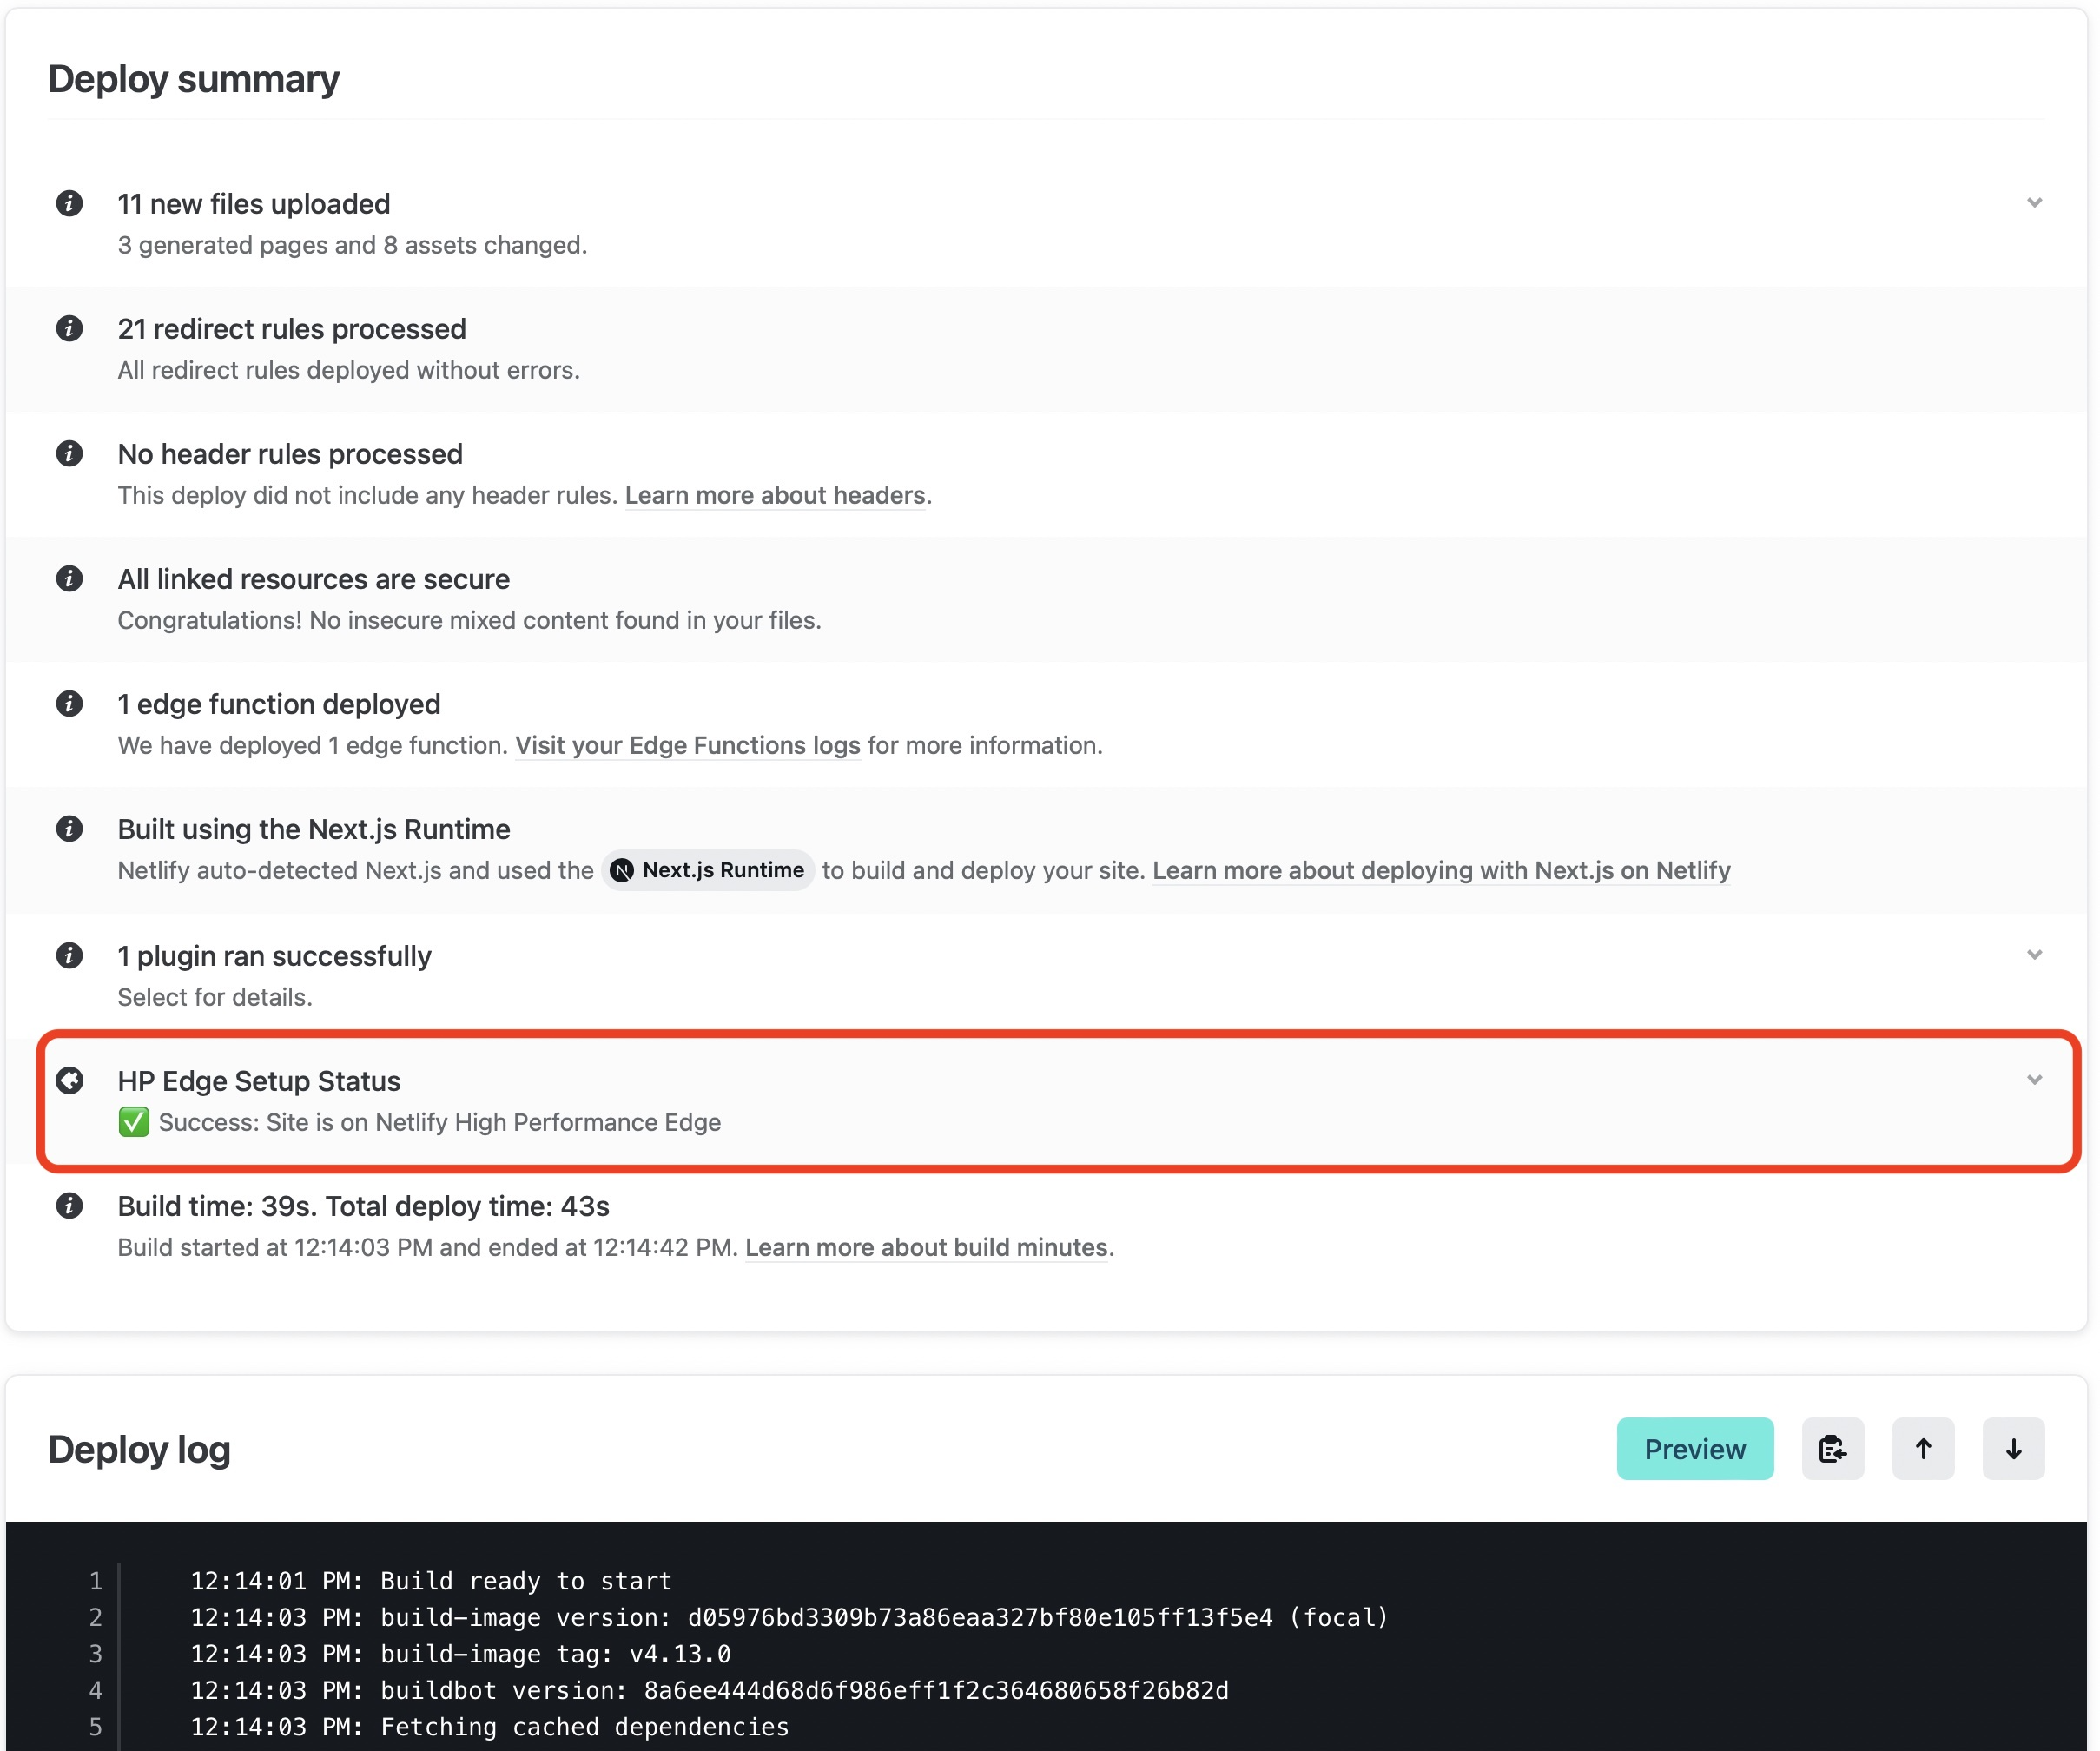 Deploy summary
11 new files uploaded
3 generated pages and 8 assets changed.
21 redirect rules processed
All redirect rules deployed without errors.
No header rules processed
This deploy did not include any header rules. Learn more about headers.
All linked resources are secure
Congratulations! No insecure mixed content found in your files.
1 edge function deployed
We have deployed 1 edge function. Visit your Edge Functions logs for more information.
Built using the Next.js Runtime
Netlify auto-detected Next.js and used the N Next.js Runtime to build and deploy your site. Learn more about deploying with Next.js on Netlify
1 plugin ran successfully
Select for details.
HP Edge Setup Status
✅ Success: Site is on Netlify High Performance Edge
Build time: 39s. Total deploy time: 43s
Build started at 12:14:03 PM and ended at 12:14:42 PM. Learn more about build minutes.
Deploy log
Preview
1 12:14:01 PM: Build ready to start
2 12:14:03 PM: build-image version: d05976bd3309b73a86eaa327bf80e105ff13f5e4 (focal)
3 12:14:03 PM: build-image tag: v4.13.0
4 12:14:03 PM: buildbot version: 8a6ee444d68d6f986eff1f2c364680658f26b82d
5 12:14:03 PM: Fetching cached dependencies